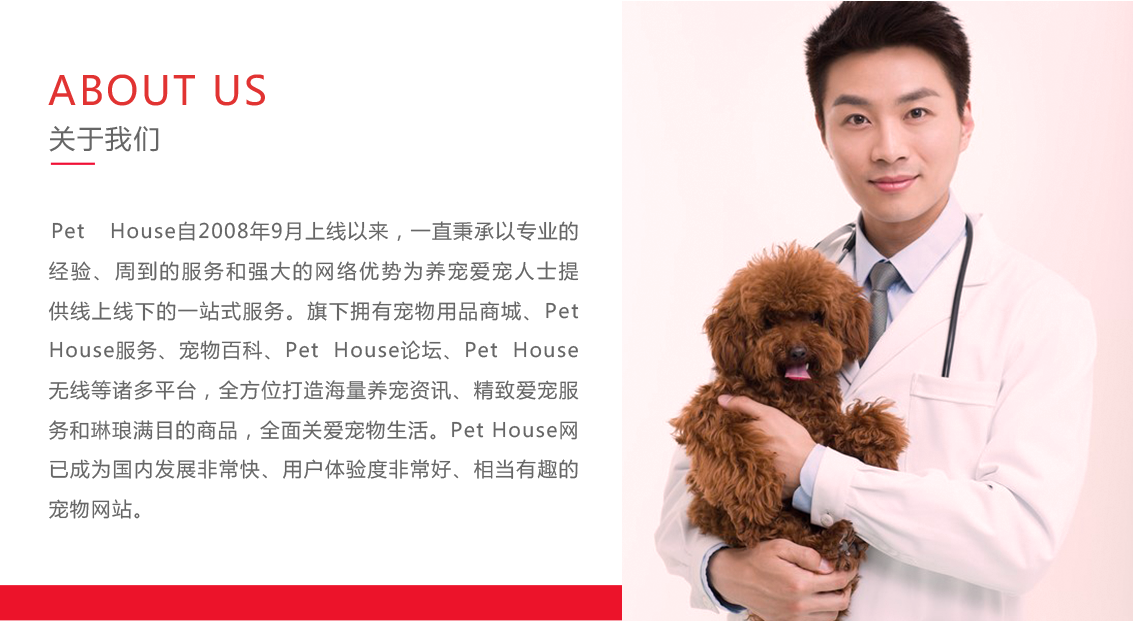 ABOUT US
关于我们
Pet House自2008年9月上线以来，一直秉承以专业的
经验、周到的服务和强大的网络优势为养宠爱宠人士提
供线上线下的一站式服务。旗下拥有宠物用品商城、Pet
House服务、宠物百科、Pet House论坛、Pet House
无线等诸多平台，全方位打造海量养宠资讯、精致爱宠服
务和琳琅满目的商品，全面关爱宠物生活。Pet House网
已成为国内发展非常快、用户体验度非常好、相当有趣的
宠物网站。